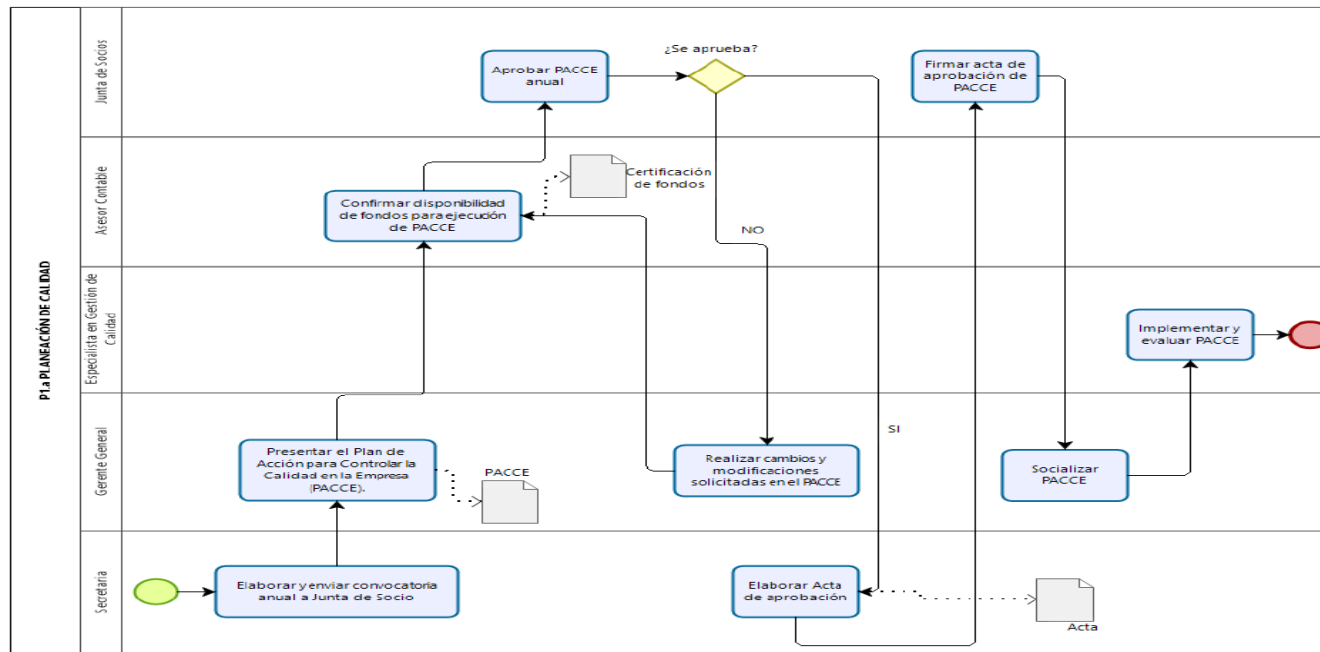 P1.a PLANEACIÓN DE CALIDAD
Junta de Socios
Aprobar PACCE
anual
¿Se aprueba?
Firmar acta de
aprobación de
PACCE
Asesor Contable
Confirmar disponibilidad
de fondos para ejecución
de PACCE
Certificación
de fondos
NO
Especialista en Gestión de
Calidad
Implementar y
evaluar PACCE
Gerente General
Presentar el Plan de
Acción para Controlar la
Calidad en la Empresa
(PACCE).
PACCE
Realizar cambios y
modificaciones
solicitadas en el PACCE
SI
Socializar
PACCE
Secretaria
Elaborar y enviar convocatoria
anual a Junta de Socio
Elaborar Acta
de aprobación
Acta